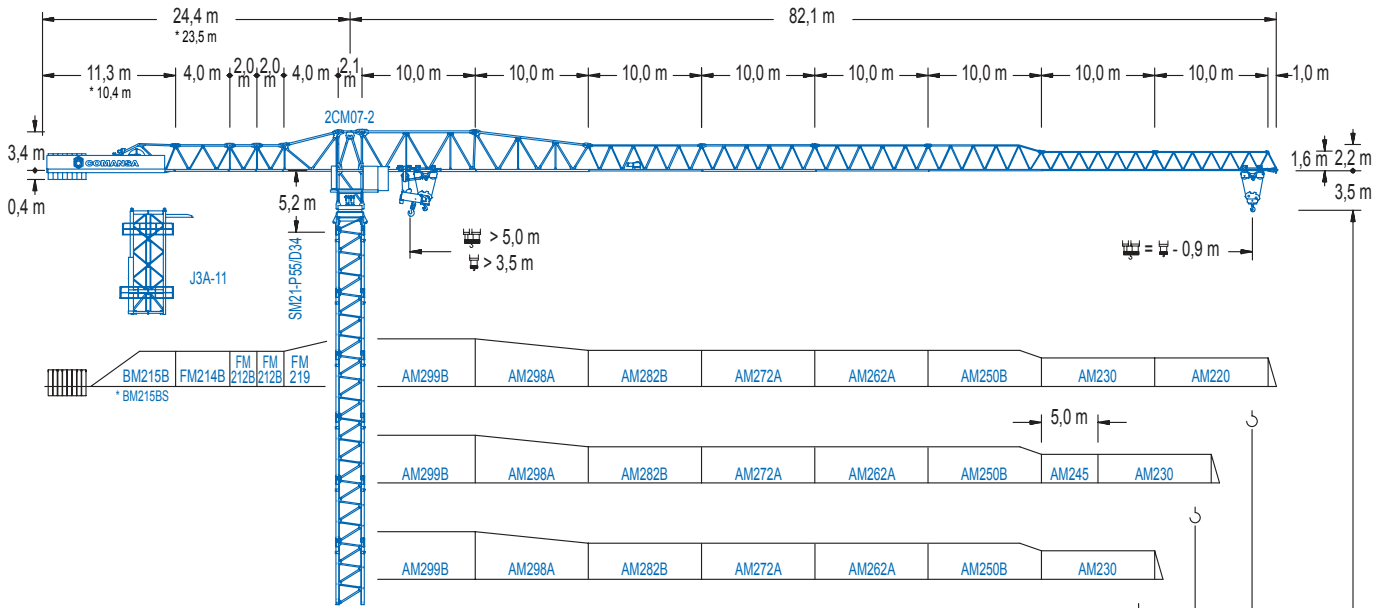 24,4 m
* 23,5 m
82,1 m
11,3 m
* 10,4 m
4,0 m
2,0 m
2,0 m
4,0 m
2,1 m
10,0 m
10,0 m
10,0 m
10,0 m
10,0 m
10,0 m
10,0 m
10,0 m
1,0 m
2CM07-2
3,4 m
COMANSA
1,6 m
2,2 m
0,4 m
5,2 m
3,5 m
> 5,0 m
> 3,5 m
= - 0,9 m
J3A-11
SM21-P55/D34
BM215B
FM214B
FM 212B
FM 212B
FM 219
AM299B
AM298A
AM282B
AM272A
AM262A
AM250B
AM230
AM220
* BM215BS
5,0 m
AM299B
AM298A
AM282B
AM272A
AM262A
AM250B
AM245
AM230
AM299B
AM298A
AM282B
AM272A
AM262A
AM250B
AM230